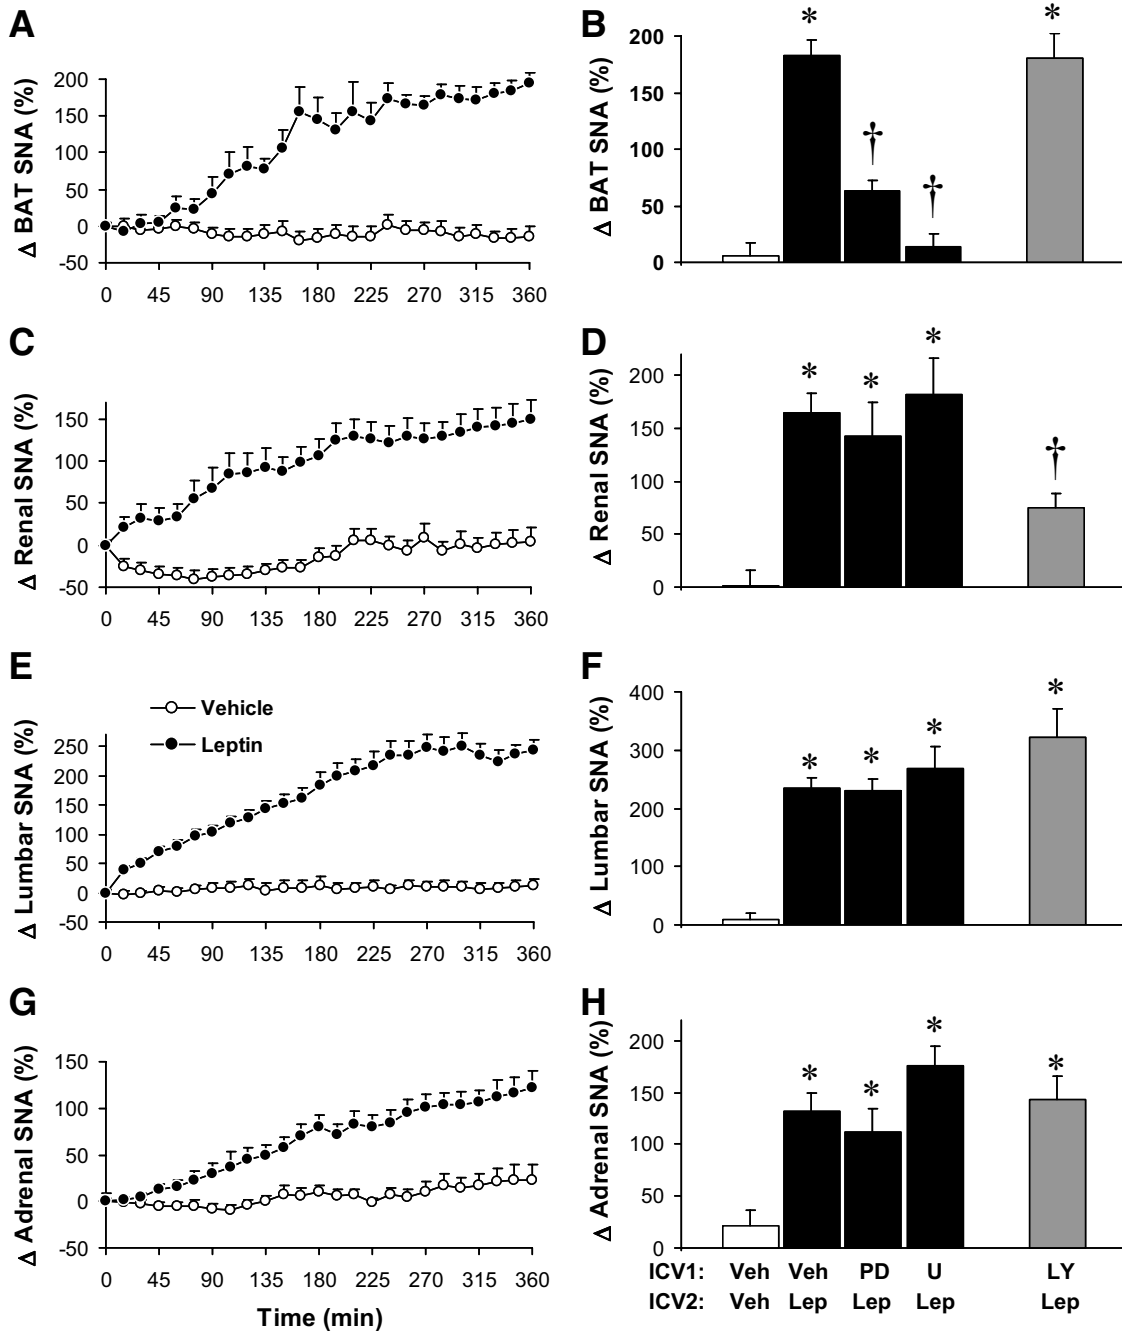 A
Δ BAT SNA (%)
200
150
100
50
0
-50
0 45 90 135 180 225 270 315 360
B
Δ BAT SNA (%)
200
150
100
50
0
* † † *
C
Δ Renal SNA (%)
150
100
50
0
-50
0 45 90 135 180 225 270 315 360
D
Δ Renal SNA (%)
200
150
100
50
0
* * * †
E
Δ Lumbar SNA (%)
Vehicle
Leptin
250
200
150
100
50
0
-50
0 45 90 135 180 225 270 315 360
F
Δ Lumbar SNA (%)
400
300
200
100
0
* * * *
G
Δ Adrenal SNA (%)
150
100
50
0
-50
0 45 90 135 180 225 270 315 360
Time (min)
H
Δ Adrenal SNA (%)
200
150
100
50
0
* * * *
ICV1: Veh Veh PD U LY
ICV2: Veh Lep Lep Lep Lep